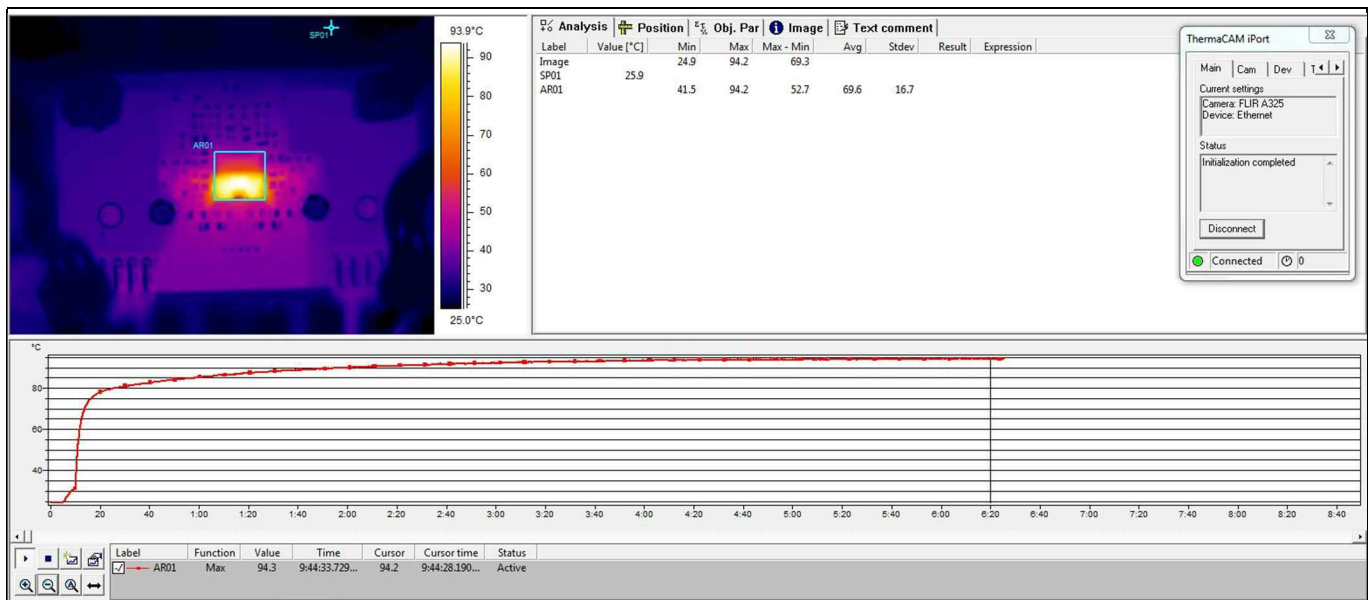 SP01
AR01
93.9°C
90
80
70
60
50
40
30
25.0°C
Analysis Position Obj. Par Image Text comment
Label Value [°C] Min Max Max - Min Avg Stdev Result Expression
Image 24.9 94.2 69.3
SP01 25.9
AR01 41.5 94.2 52.7 69.6 16.7
ThermaCAM iPort
Main Cam Dev T
Current settings
Camera: FLIR A325
Device: Ethernet
Status
Initialization completed
Disconnect
Connected 0
°C
80
60
40
0 20 40 1:00 1:20 1:40 2:00 2:20 2:40 3:00 3:20 3:40 4:00 4:20 4:40 5:00 5:20 5:40 6:00 6:20 6:40 7:00 7:20 7:40 8:00 8:20 8:40
Label Function Value Time Cursor Cursor time Status
AR01 Max 94.3 9:44:33.729... 94.2 9:44:28.190... Active